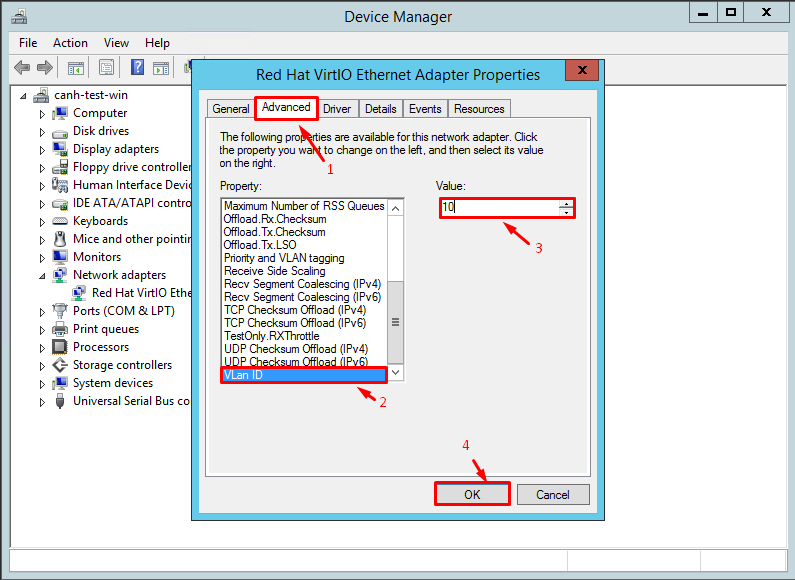 Device Manager
File Action View Help
canh-test-win
Computer
Disk drives
Display adapters
Floppy drive controller
Human Interface Devic
IDE ATA/ATAPI contro
Keyboards
Mice and other pointin
Monitors
Network adapters
Red Hat VirtIO Ethe
Ports (COM & LPT)
Print queues
Processors
Storage controllers
System devices
Universal Serial Bus co
Red Hat VirtIO Ethernet Adapter Properties
General Advanced Driver Details Events Resources
1
The following properties are available for this network adapter. Click
the property you want to change on the left, and then select its value
on the right.
Property:
Maximum Number of RSS Queues
Offload.Rx.Checksum
Offload.Tx.Checksum
Offload.Tx.LSO
Priority and VLAN tagging
Receive Side Scaling
Recv Segment Coalescing (IPv4)
Recv Segment Coalescing (IPv6)
TCP Checksum Offload (IPv4)
TCP Checksum Offload (IPv6)
TestOnly.RXThrottle
UDP Checksum Offload (IPv4)
UDP Checksum Offload (IPv6)
VLan ID
2
Value:
10
3
4
OK Cancel